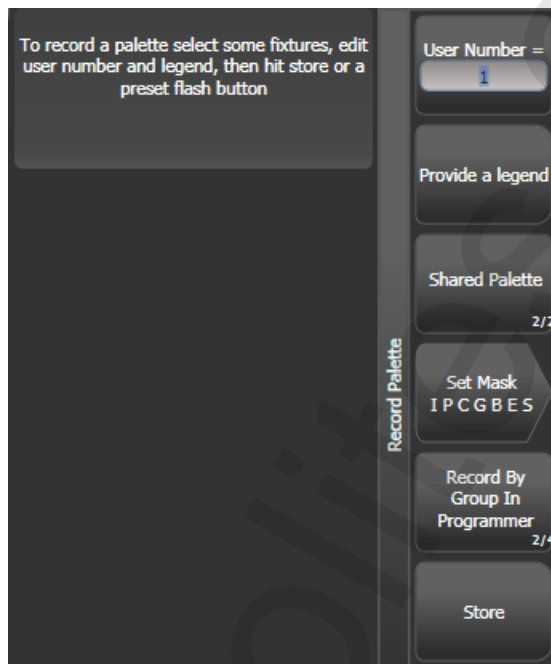 To record a palette select some fixtures, edit
user number and legend, then hit store or a
preset flash button
User Number =
1
Provide a legend
Shared Palette
2/2
Set Mask
I P C G B E S
Record Palette
Record By
Group In
Programmer
2/4
Store